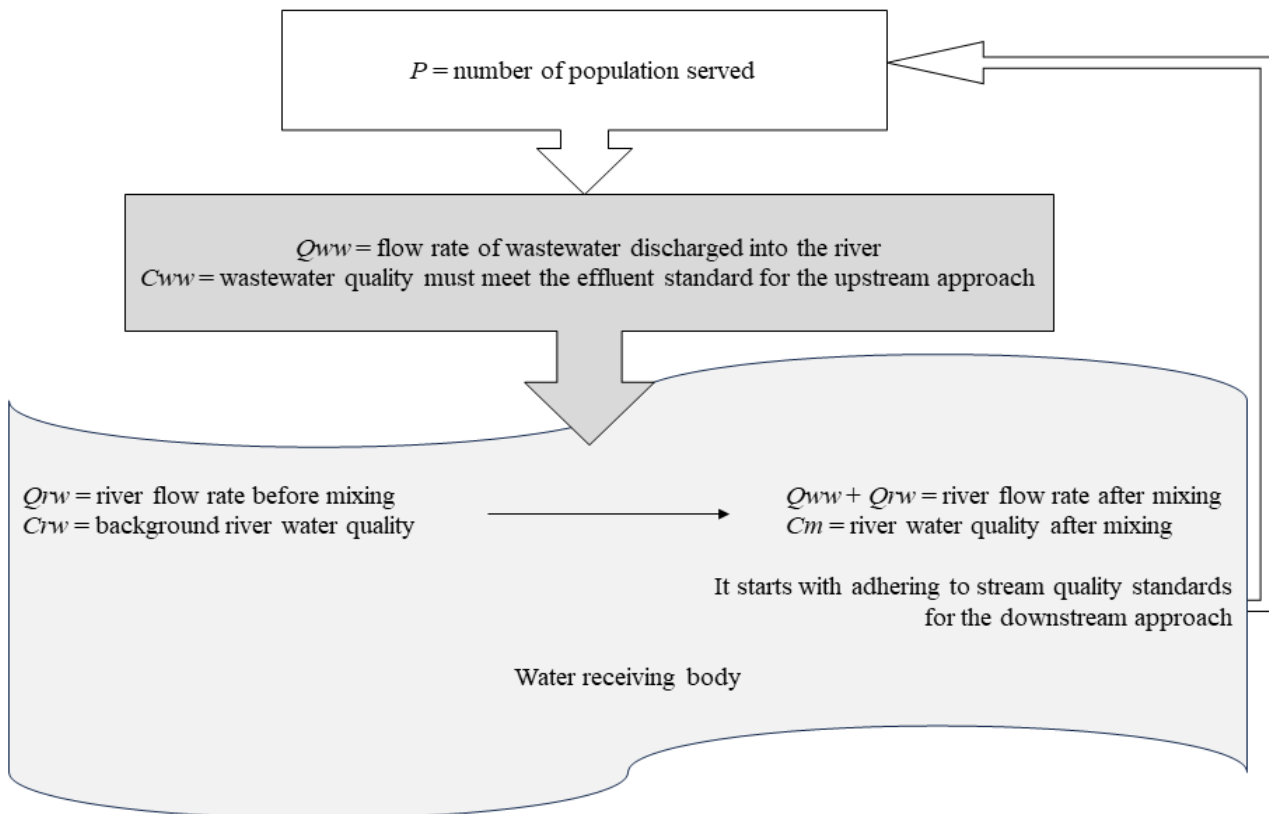 P = number of population served
Qww = flow rate of wastewater discharged into the river
Cww = wastewater quality must meet the effluent standard for the upstream approach
Qrw = river flow rate before mixing
Crw = background river water quality
Qww + Qrw = river flow rate after mixing
Cm = river water quality after mixing
It starts with adhering to stream quality standards
for the downstream approach
Water receiving body